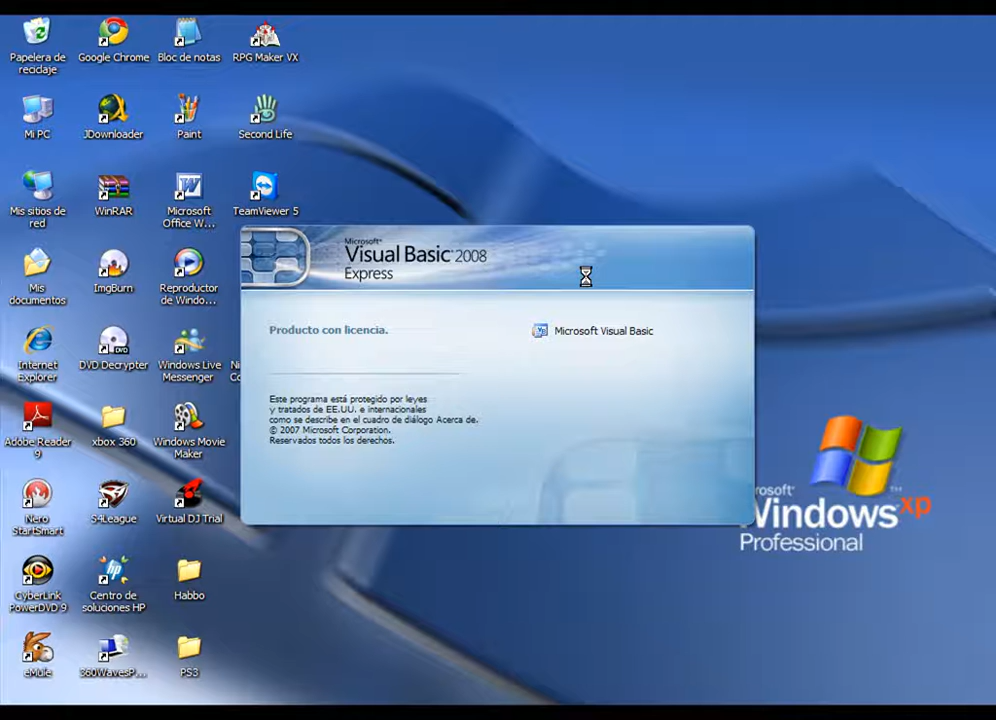 Papelera de
reciclaje
Google Chrome
Bloc de notas
RPG Maker VX
Mi PC
JDownloader
Paint
Second Life
Mis sitios de
red
WinRAR
Microsoft
Office W...
TeamViewer 5
Mis
documentos
ImgBurn
Reproductor
de Windo...
Internet
Explorer
DVD Decrypter
Windows Live
Messenger
Adobe Reader
9
xbox 360
Windows Movie
Maker
Nero
StartSmart
S4League
Virtual DJ Trial
CyberLink
PowerDVD 9
Centro de
soluciones HP
Habbo
eMule
360WavesP...
PS3
Microsoft®
Visual Basic® 2008
Express
Producto con licencia.
Microsoft Visual Basic
Este programa está protegido por leyes
y tratados de EE.UU. e internacionales
como se describe en el cuadro de diálogo Acerca de.
© 2007 Microsoft Corporation.
Reservados todos los derechos.
Windows xp
Professional